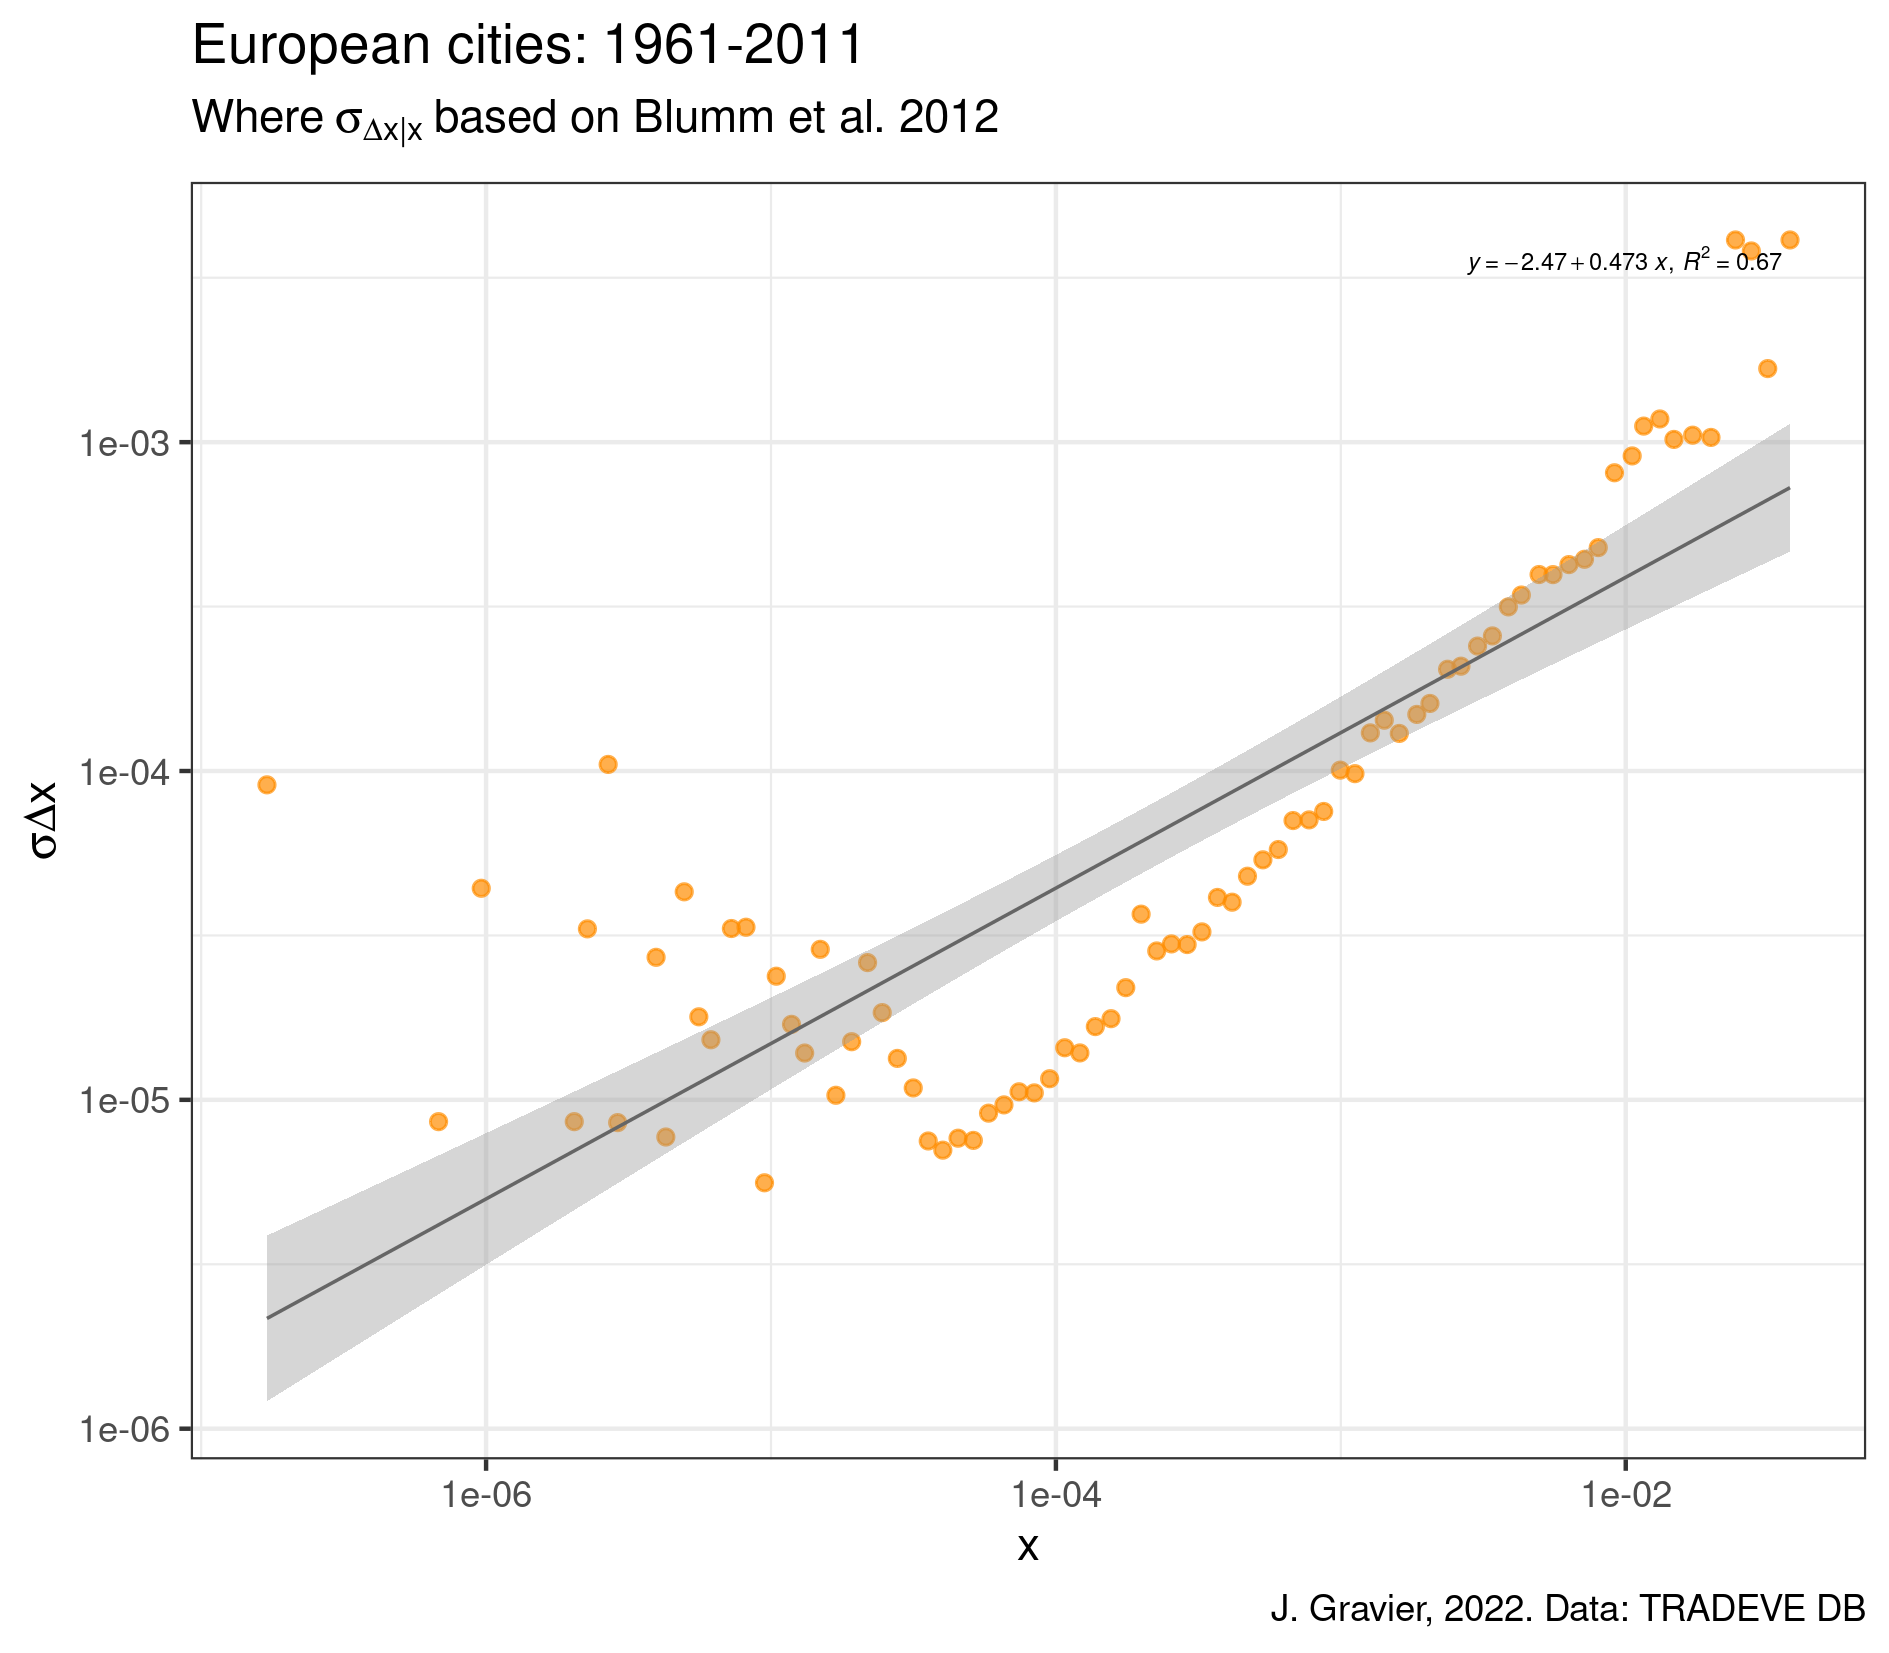 European cities: 1961-2011
Where σΔx|x based on Blumm et al. 2012
y = −2.47 + 0.473 x, R² = 0.67
1e-03
1e-04
1e-05
1e-06
σΔx
1e-06 1e-04 1e-02
x
J. Gravier, 2022. Data: TRADEVE DB